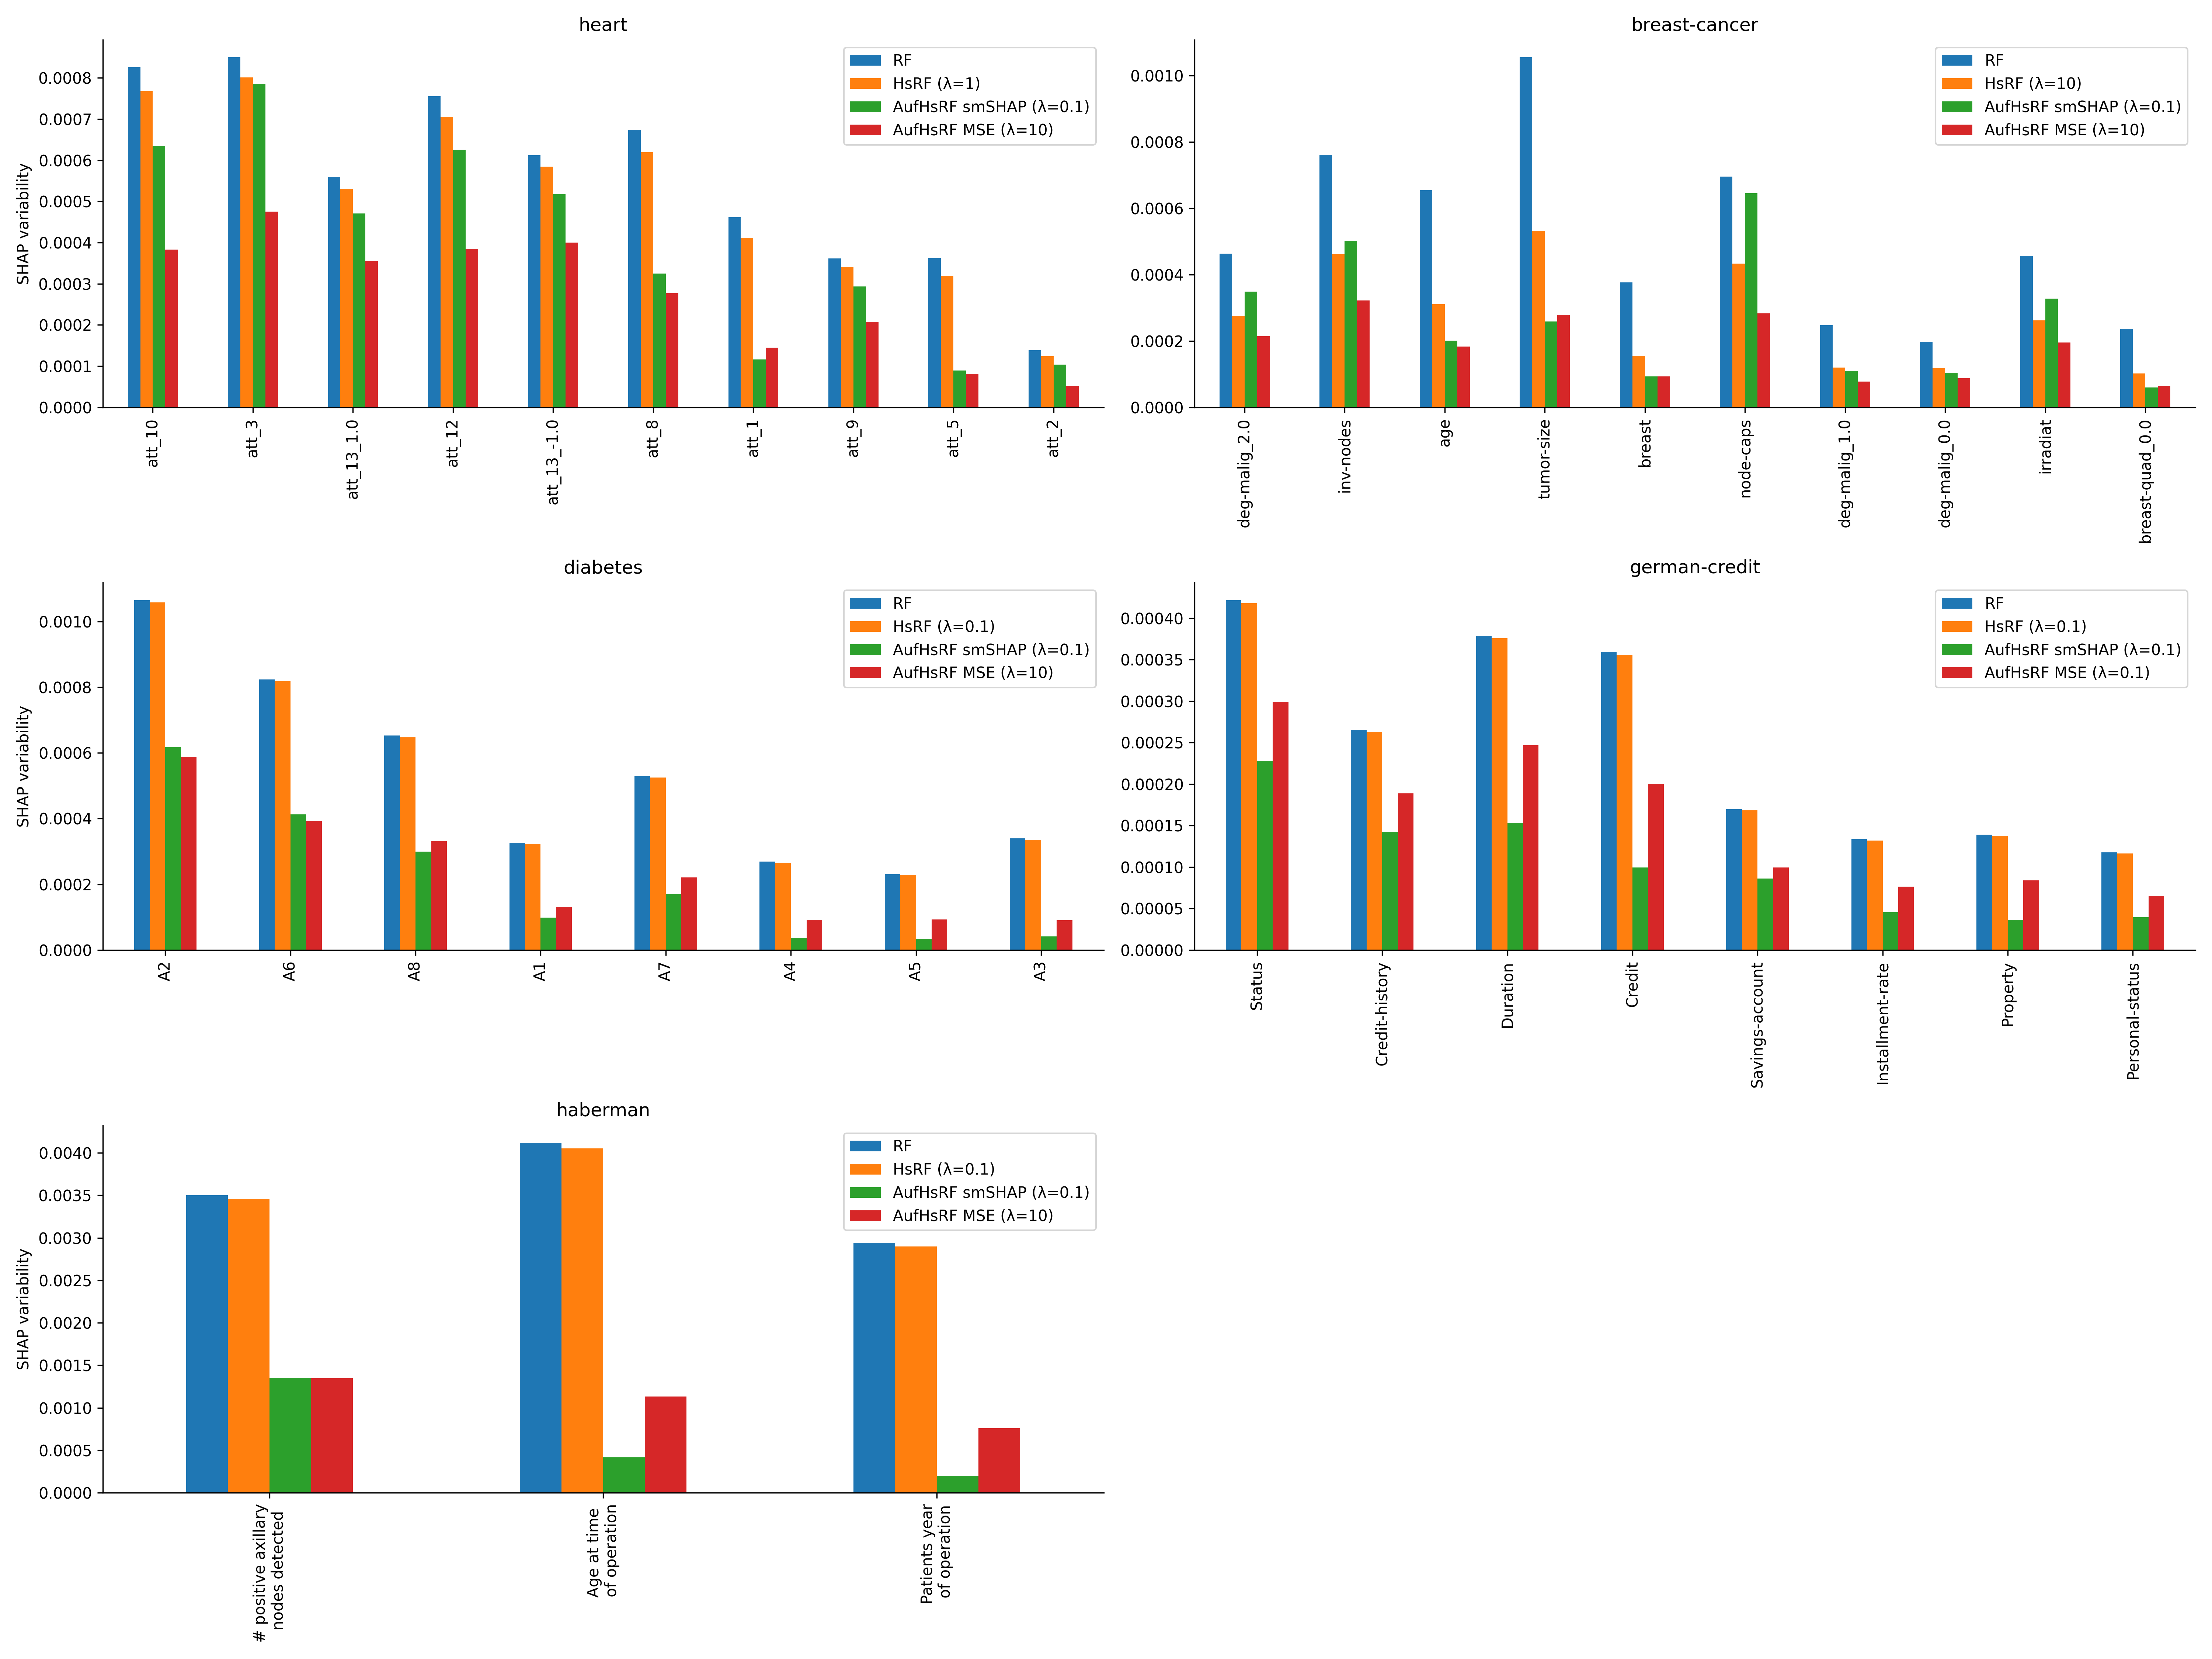 heart
RF
HsRF (λ=1)
AufHsRF smSHAP (λ=0.1)
AufHsRF MSE (λ=10)
SHAP variability
0.0008
0.0007
0.0006
0.0005
0.0004
0.0003
0.0002
0.0001
0.0000
att_10
att_3
att_13_1.0
att_12
att_13_-1.0
att_8
att_1
att_9
att_5
att_2
breast-cancer
RF
HsRF (λ=10)
AufHsRF smSHAP (λ=0.1)
AufHsRF MSE (λ=10)
0.0010
0.0008
0.0006
0.0004
0.0002
0.0000
deg-malig_2.0
inv-nodes
age
tumor-size
breast
node-caps
deg-malig_1.0
deg-malig_0.0
irradiat
breast-quad_0.0
diabetes
RF
HsRF (λ=0.1)
AufHsRF smSHAP (λ=0.1)
AufHsRF MSE (λ=10)
SHAP variability
0.0010
0.0008
0.0006
0.0004
0.0002
0.0000
A2
A6
A8
A1
A7
A4
A5
A3
german-credit
RF
HsRF (λ=0.1)
AufHsRF smSHAP (λ=0.1)
AufHsRF MSE (λ=0.1)
0.00040
0.00035
0.00030
0.00025
0.00020
0.00015
0.00010
0.00005
0.00000
Status
Credit-history
Duration
Credit
Savings-account
Installment-rate
Property
Personal-status
haberman
RF
HsRF (λ=0.1)
AufHsRF smSHAP (λ=0.1)
AufHsRF MSE (λ=10)
SHAP variability
0.0040
0.0035
0.0030
0.0025
0.0020
0.0015
0.0010
0.0005
0.0000
# positive axillary
nodes detected
Age at time
of operation
Patients year
of operation